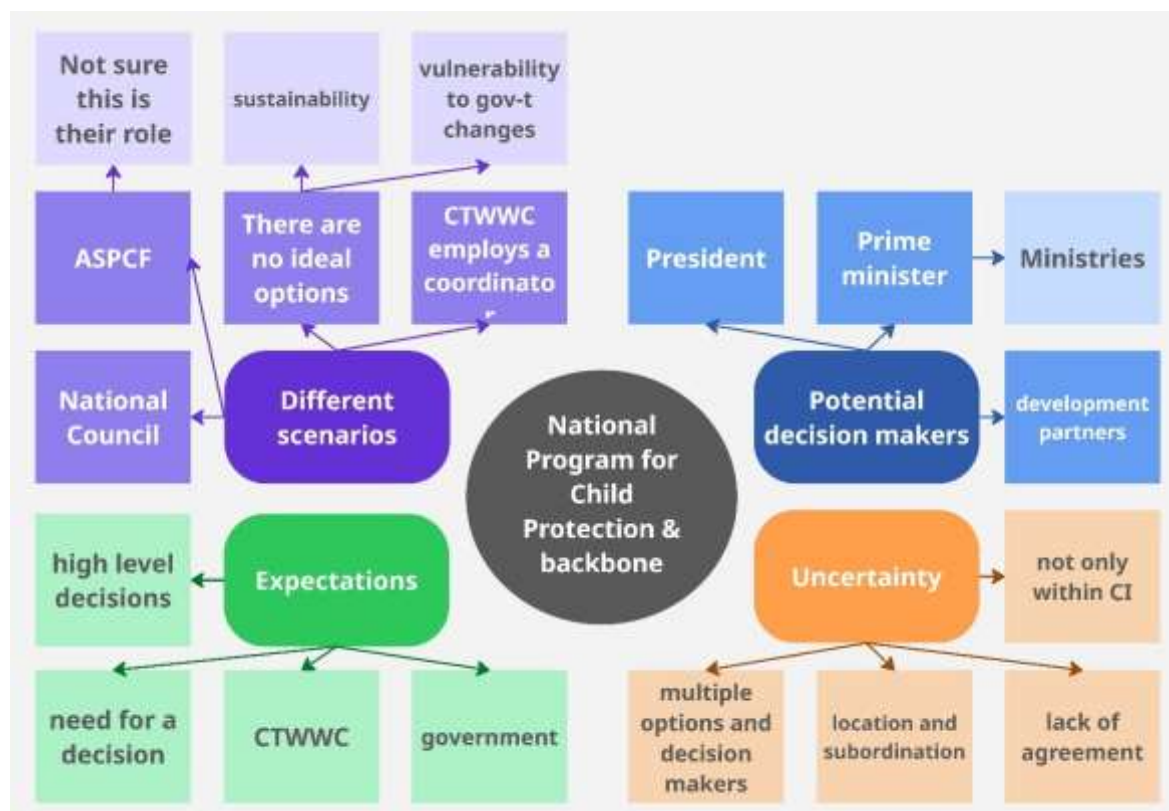 Not sure
this is
their role
sustainability
vulnerability
to gov-t
changes
ASPCF
There are
no ideal
options
CTWWC
employs a
coordinato
r
President
Prime
minister
Ministries
National
Council
Different
scenarios
National
Program for
Child
Protection &
backbone
Potential
decision makers
development
partners
high level
decisions
Expectations
Uncertainty
not only
within CI
need for a
decision
CTWWC
government
multiple
options and
decision
makers
location and
subordination
lack of
agreement